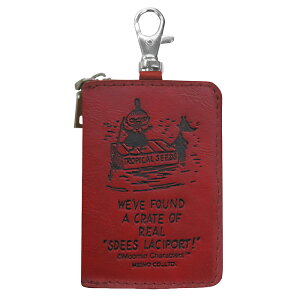 TROPICAL SEEDS
WE'VE FOUND
A CRATE OF
REAL
"SDEES LACIPORT!"
©Moomin Characters™
MEIHO CO.,LTD.